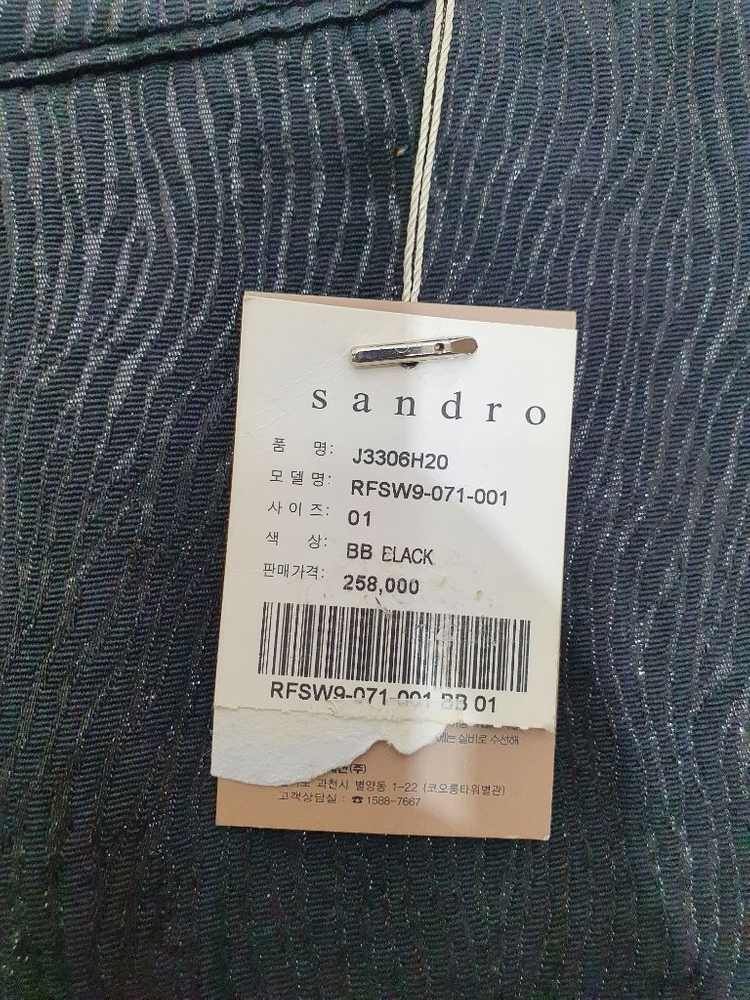 sandro
품 명: J3306H20
모델명: RFSW9-071-001
사이즈: 01
색 상: BB BLACK
판매가격: 258,000
RFSW9-071-001 BB 01
실비로 수선해
(주)
과천시 별양동 1-22 (코오롱타워별관)
고객상담실 : ☎ 1588-7667